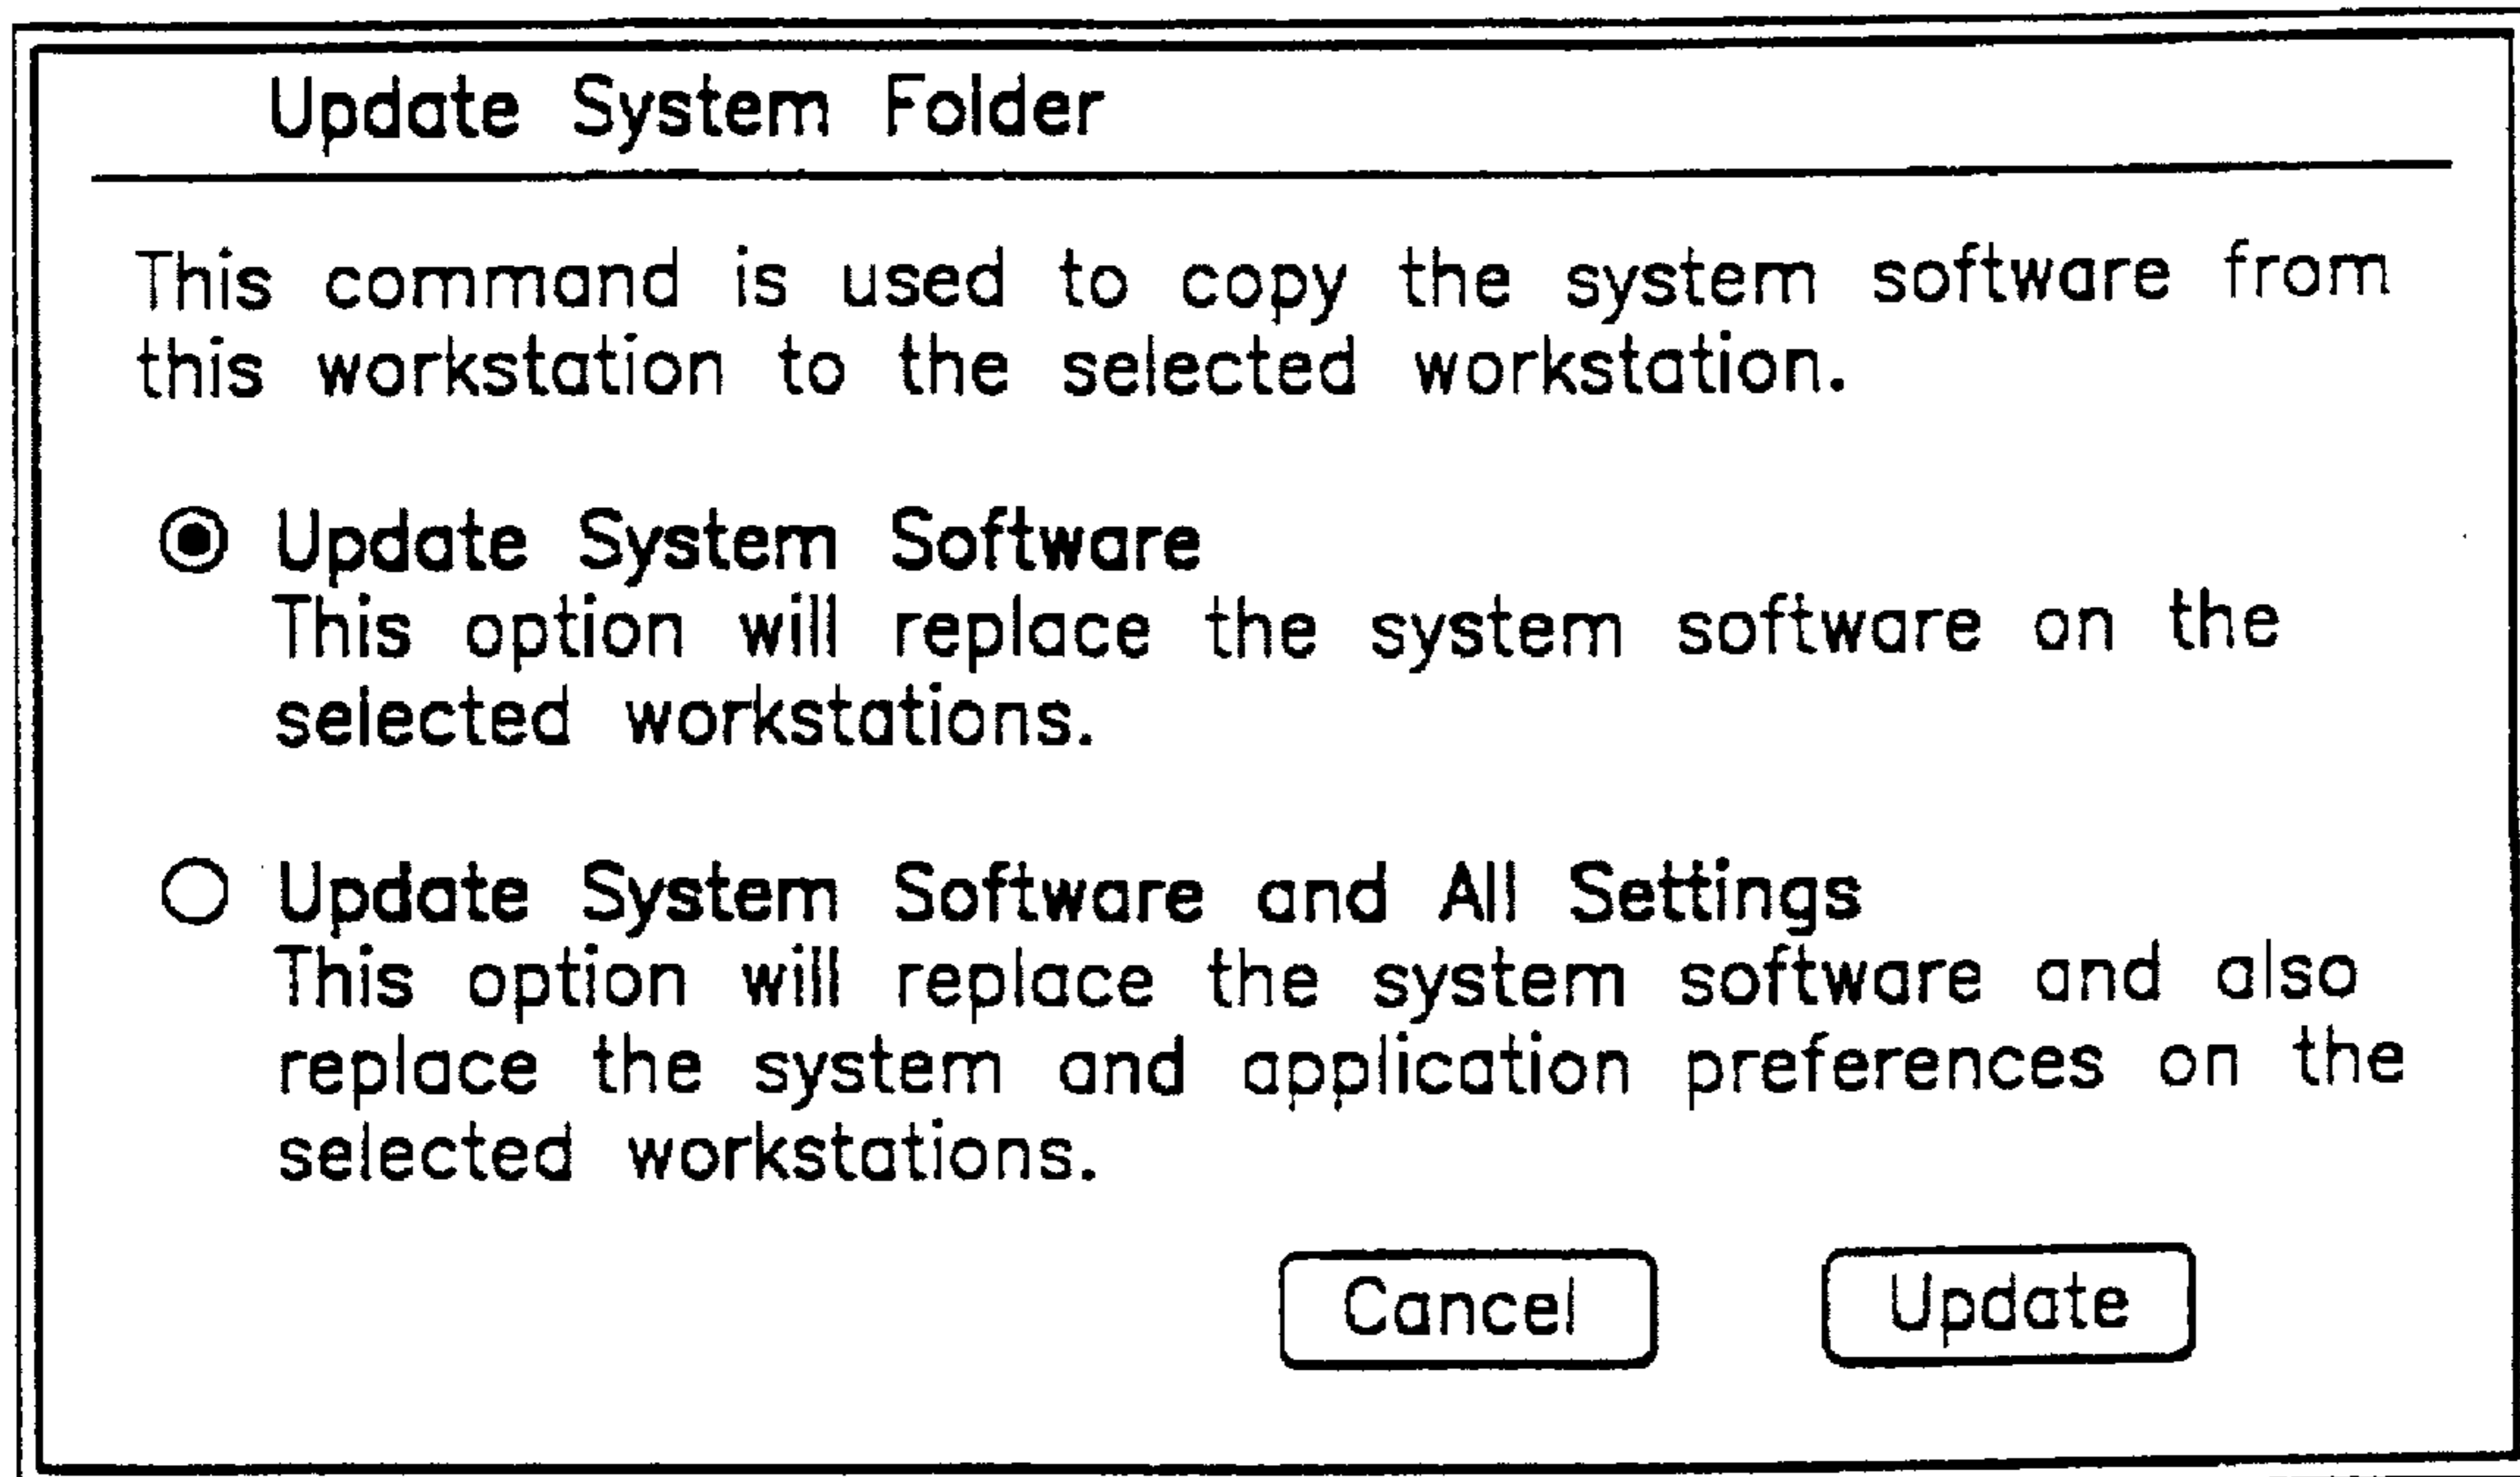 Update System Folder
This command is used to copy the system software from
this workstation to the selected workstation.
Update System Software
This option will replace the system software on the
selected workstations.
Update System Software and All Settings
This option will replace the system software and also
replace the system and application preferences on the
selected workstations.
Cancel
Update